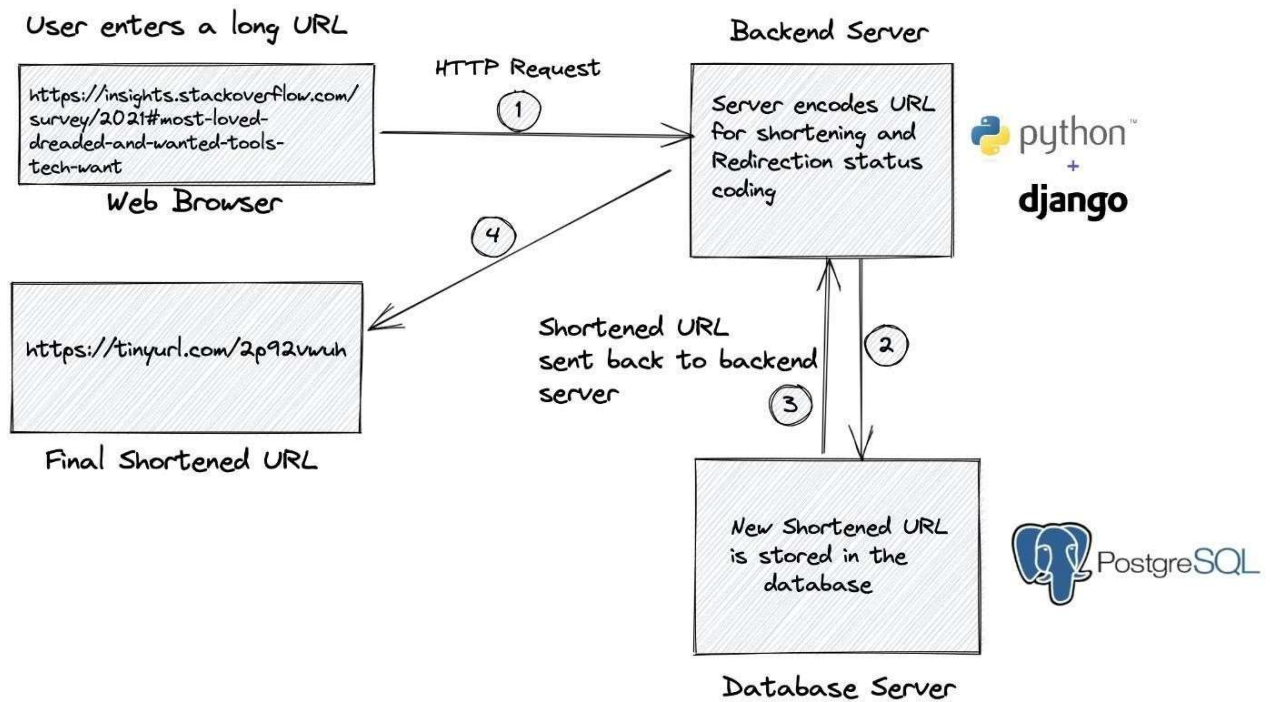 User enters a long URL
https://insights.stackoverflow.com/
survey/2021#most-loved-
dreaded-and-wanted-tools-
tech-want
Web Browser
HTTP Request
1
Backend Server
Server encodes URL
for shortening and
Redirection status
coding
python™
+
django
4
https://tinyurl.com/2p92vwuh
Final Shortened URL
Shortened URL
sent back to backend
server
3
2
New Shortened URL
is stored in the
database
PostgreSQL
Database Server